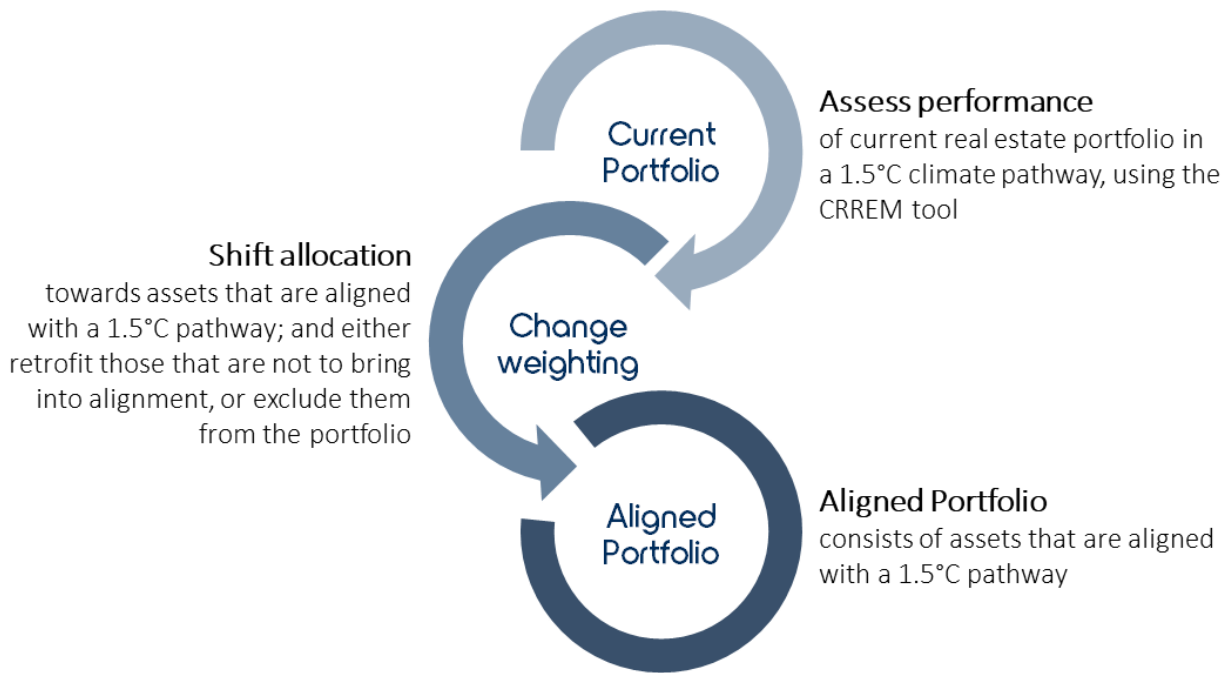 Current
Portfolio
Assess performance
of current real estate portfolio in
a 1.5°C climate pathway, using the
CRREM tool
Shift allocation
towards assets that are aligned
with a 1.5°C pathway; and either
retrofit those that are not to bring
into alignment, or exclude them
from the portfolio
Change
weighting
Aligned
Portfolio
Aligned Portfolio
consists of assets that are aligned
with a 1.5°C pathway